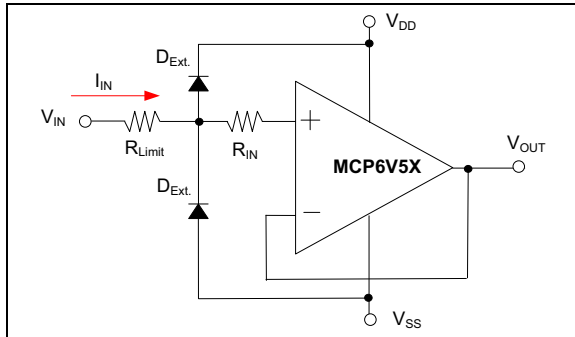 V_DD
D_Ext.
I_IN
V_IN
R_Limit
R_IN
+
MCP6V5X
V_OUT
D_Ext.
−
V_SS